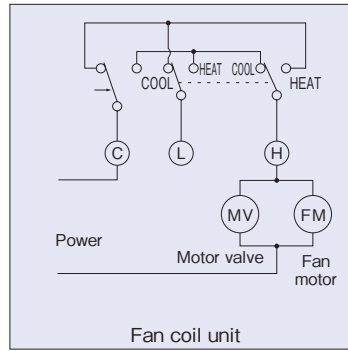 COOL HEAT COOL HEAT
C L H
MV FM
Power
Motor valve Fan motor
Fan coil unit